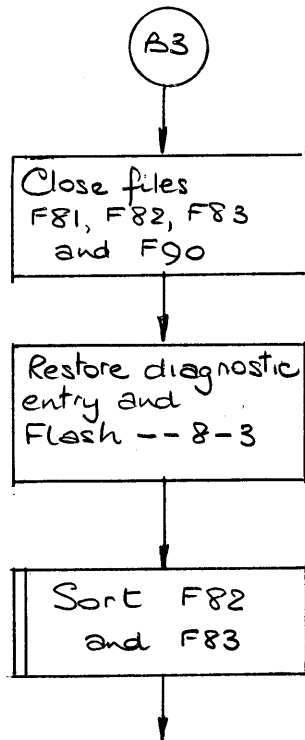 B3
Close files
F81, F82, F83
and F90
Restore diagnostic
entry and
Flash -- 8-3
Sort F82
and F83